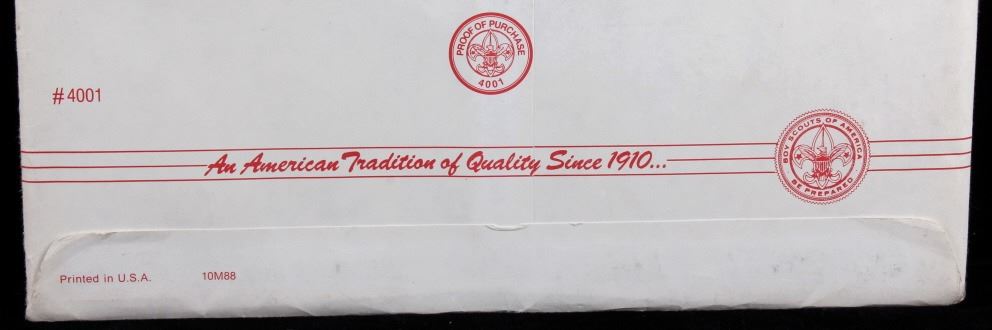 PROOF OF PURCHASE
4001
#4001
BOY SCOUTS OF AMERICA
BE PREPARED
An American Tradition of Quality Since 1910...
Printed in U.S.A. 10M88